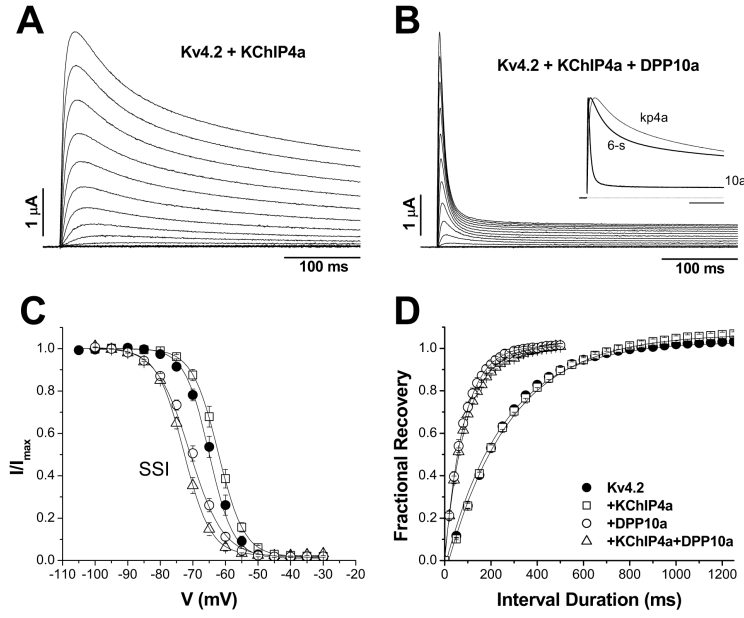 A
Kv4.2 + KChIP4a
1 μA
100 ms
B
Kv4.2 + KChIP4a + DPP10a
kp4a
6-s
10a
1 μA
100 ms
C
I/Imax
1.0
0.8
0.6
0.4
0.2
0.0
SSI
-110 -100 -90 -80 -70 -60 -50 -40 -30 -20
V (mV)
D
Fractional Recovery
1.0
0.8
0.6
0.4
0.2
0.0
Kv4.2
+KChIP4a
+DPP10a
+KChIP4a+DPP10a
0 200 400 600 800 1000 1200
Interval Duration (ms)